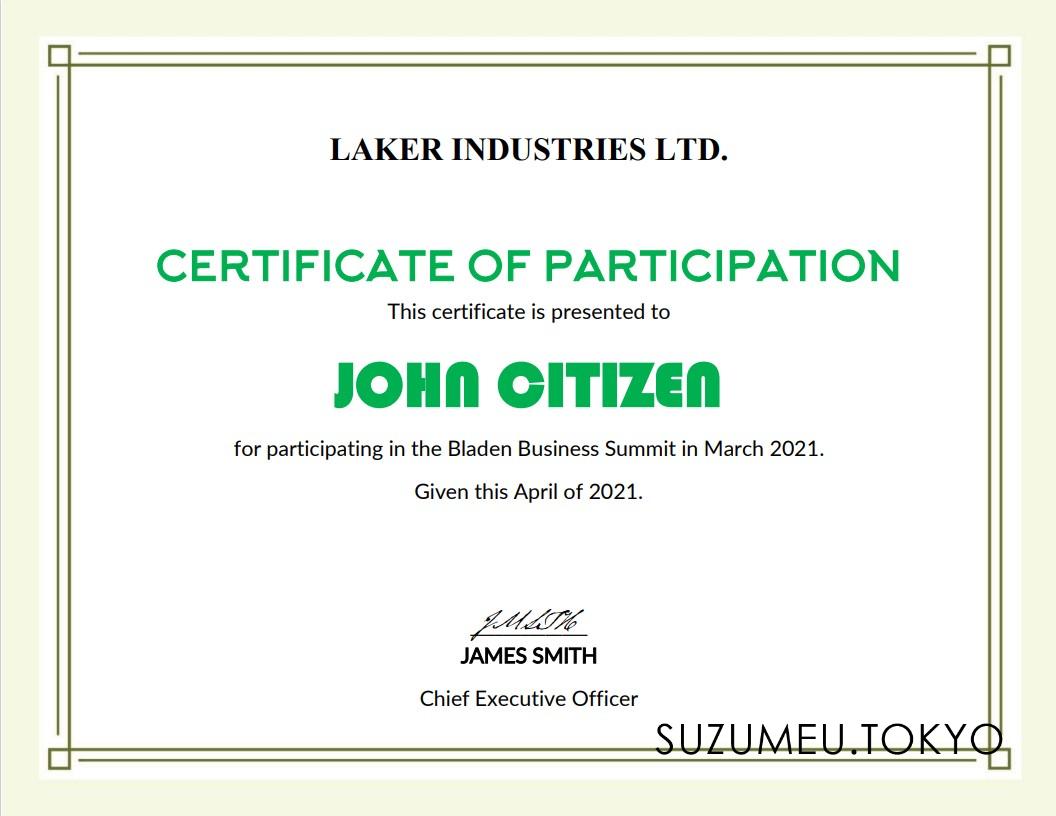 LAKER INDUSTRIES LTD.
CERTIFICATE OF PARTICIPATION
This certificate is presented to
JOHN CITIZEN
for participating in the Bladen Business Summit in March 2021.
Given this April of 2021.
JAMES SMITH
Chief Executive Officer
SUZUMEU.TOKYO